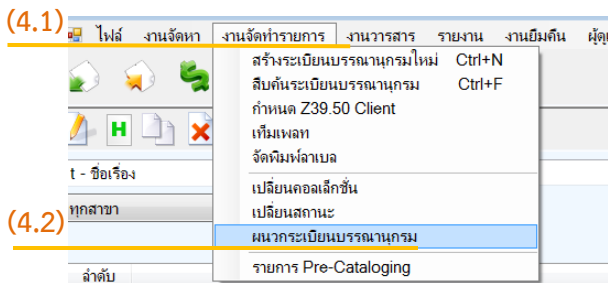 (4.1)
ไฟล์ งานจัดหา งานจัดทำรายการ งานวารสาร รายงาน งานยืมคืน
สร้างระเบียนบรรณานุกรมใหม่ Ctrl+N
สืบค้นระเบียนบรรณานุกรม Ctrl+F
กำหนด Z39.50 Client
H
เท็มเพลท
จัดพิมพ์ลาเบล
t - ชื่อเรื่อง
เปลี่ยนคอลเล็กชั่น
ทุกสาขา
เปลี่ยนสถานะ
(4.2)
ผนวกระเบียนบรรณานุกรม
รายการ Pre-Cataloging
ลำดับ